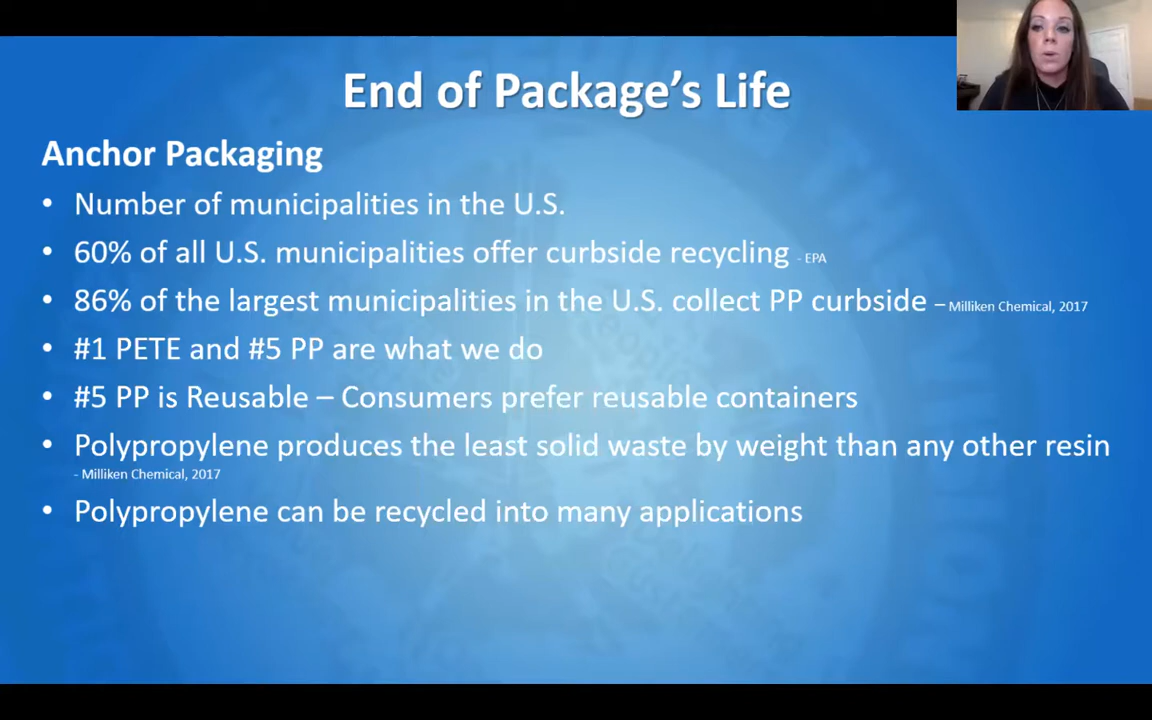 End of Package's Life
Anchor Packaging
• Number of municipalities in the U.S.
• 60% of all U.S. municipalities offer curbside recycling - EPA
• 86% of the largest municipalities in the U.S. collect PP curbside – Milliken Chemical, 2017
• #1 PETE and #5 PP are what we do
• #5 PP is Reusable – Consumers prefer reusable containers
• Polypropylene produces the least solid waste by weight than any other resin
- Milliken Chemical, 2017
• Polypropylene can be recycled into many applications